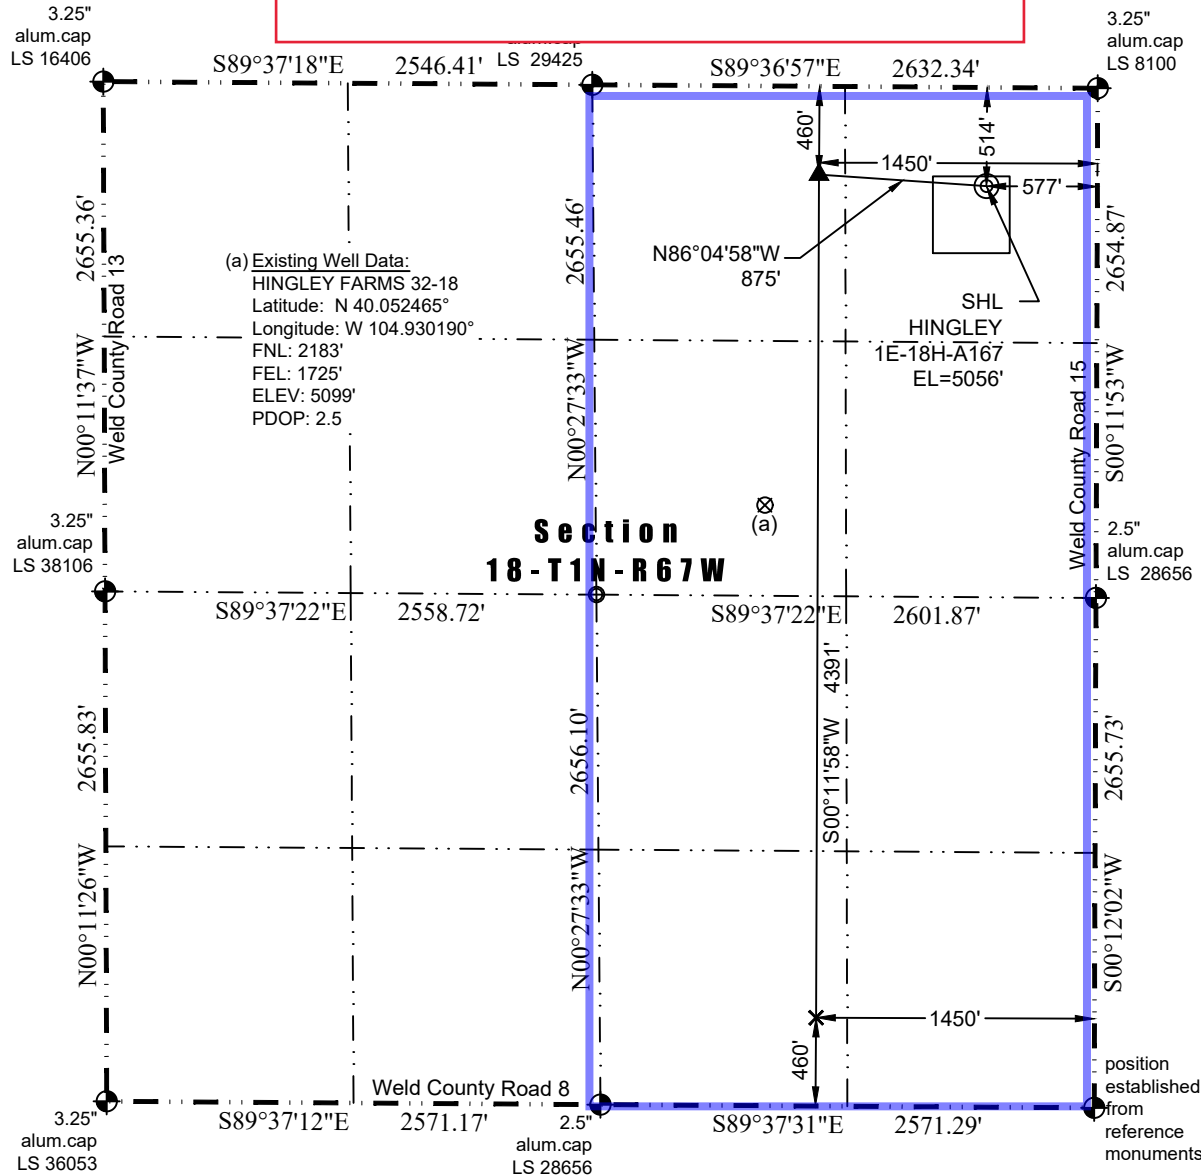 3.25"
alum.cap
LS 16406
S89°37'18"E
2546.41'
LS 29425
S89°36'57"E
2632.34'
3.25"
alum.cap
LS 8100
460'
514'
1450'
577'
2655.36'
Weld County Road 13
N00°11'37"W
(a) Existing Well Data:
HINGLEY FARMS 32-18
Latitude: N 40.052465°
Longitude: W 104.930190°
FNL: 2183'
FEL: 1725'
ELEV: 5099'
PDOP: 2.5
2655.46'
N00°27'33"W
N86°04'58"W
875'
SHL
HINGLEY
1E-18H-A167
EL=5056'
2654.87'
Weld County Road 15
S00°11'53"W
3.25"
alum.cap
LS 38106
(a)
Section
18-T1N-R67W
2.5"
alum.cap
LS 28656
S89°37'22"E
2558.72'
S89°37'22"E
2601.87'
2655.83'
N00°11'26"W
2656.10'
N00°27'33"W
4391'
S00°11'58"W
2655.73'
S00°12'02"W
1450'
460'
Weld County Road 8
position
established
from
reference
monuments
3.25"
alum.cap
LS 36053
S89°37'12"E
2571.17'
2.5"
alum.cap
LS 28656
S89°37'31"E
2571.29'